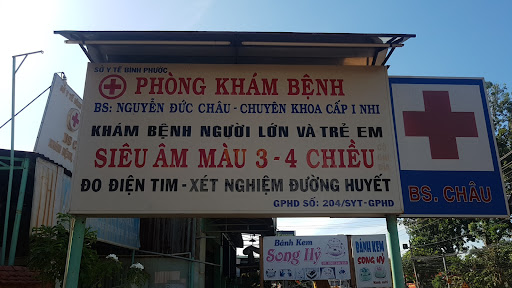 SỞ Y TẾ BÌNH PHƯỚC
PHÒNG KHÁM BỆNH
BS: NGUYỄN ĐỨC CHÂU - CHUYÊN KHOA CẤP I NHI
KHÁM BỆNH NGƯỜI LỚN VÀ TRẺ EM
SIÊU ÂM MÀU 3 - 4 CHIỀU
ĐO ĐIỆN TIM - XÉT NGHIỆM ĐƯỜNG HUYẾT
GPHĐ SỐ: 204/SYT-GPHĐ
BS. CHÂU
Bánh Kem
Song Hỷ
BÁNH KEM
SONG HỶ